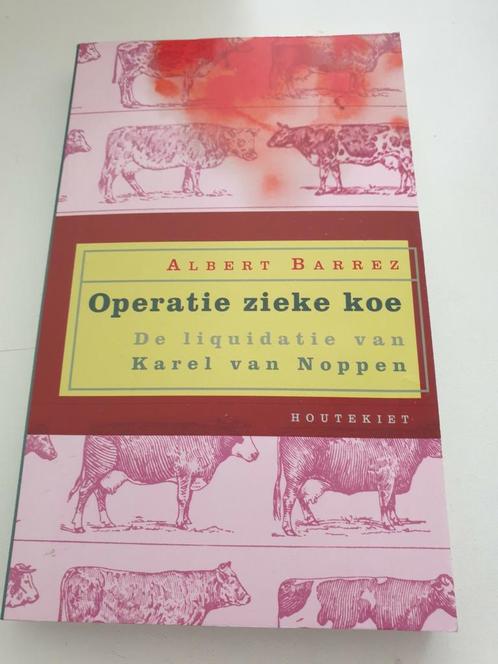 Albert Barrez
Operatie zieke koe
De liquidatie van
Karel van Noppen
HOUTEKIET